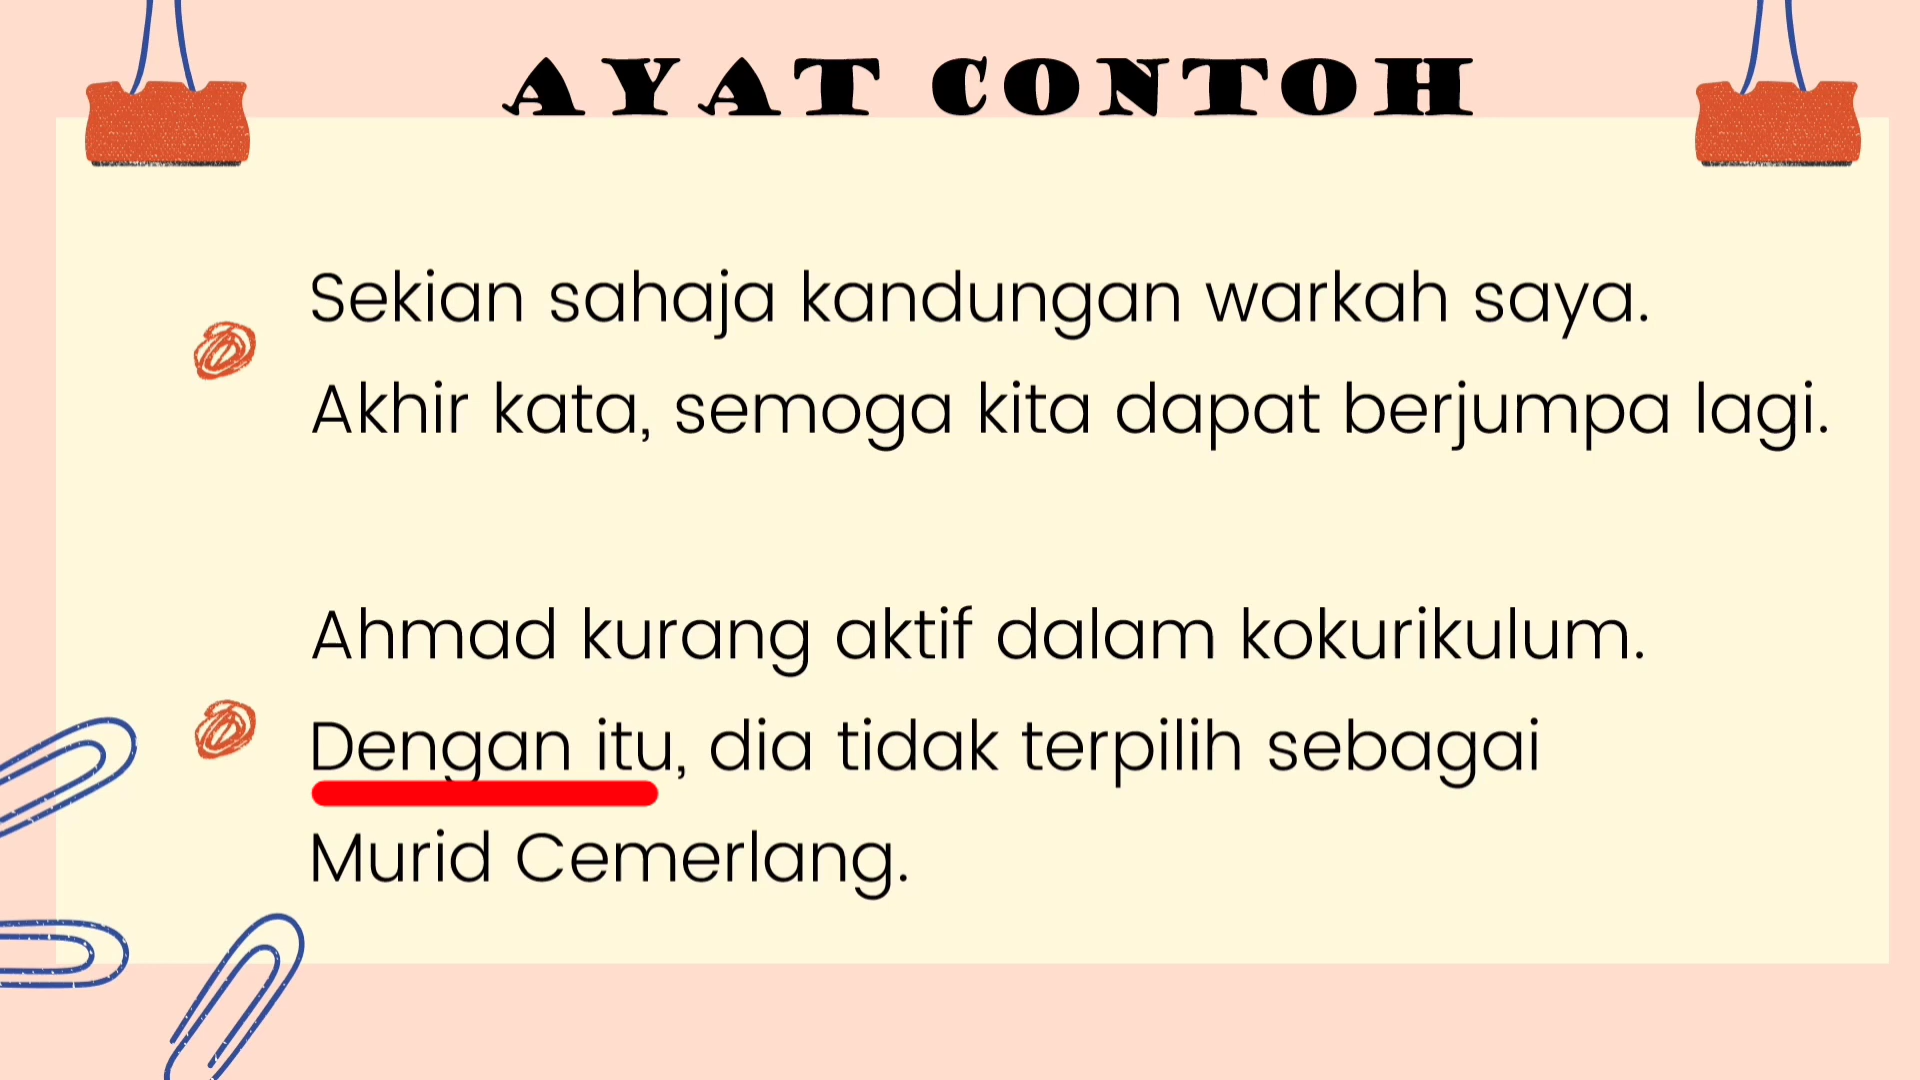 AYAT CONTOH
Sekian sahaja kandungan warkah saya.
Akhir kata, semoga kita dapat berjumpa lagi.
Ahmad kurang aktif dalam kokurikulum.
Dengan itu, dia tidak terpilih sebagai
Murid Cemerlang.